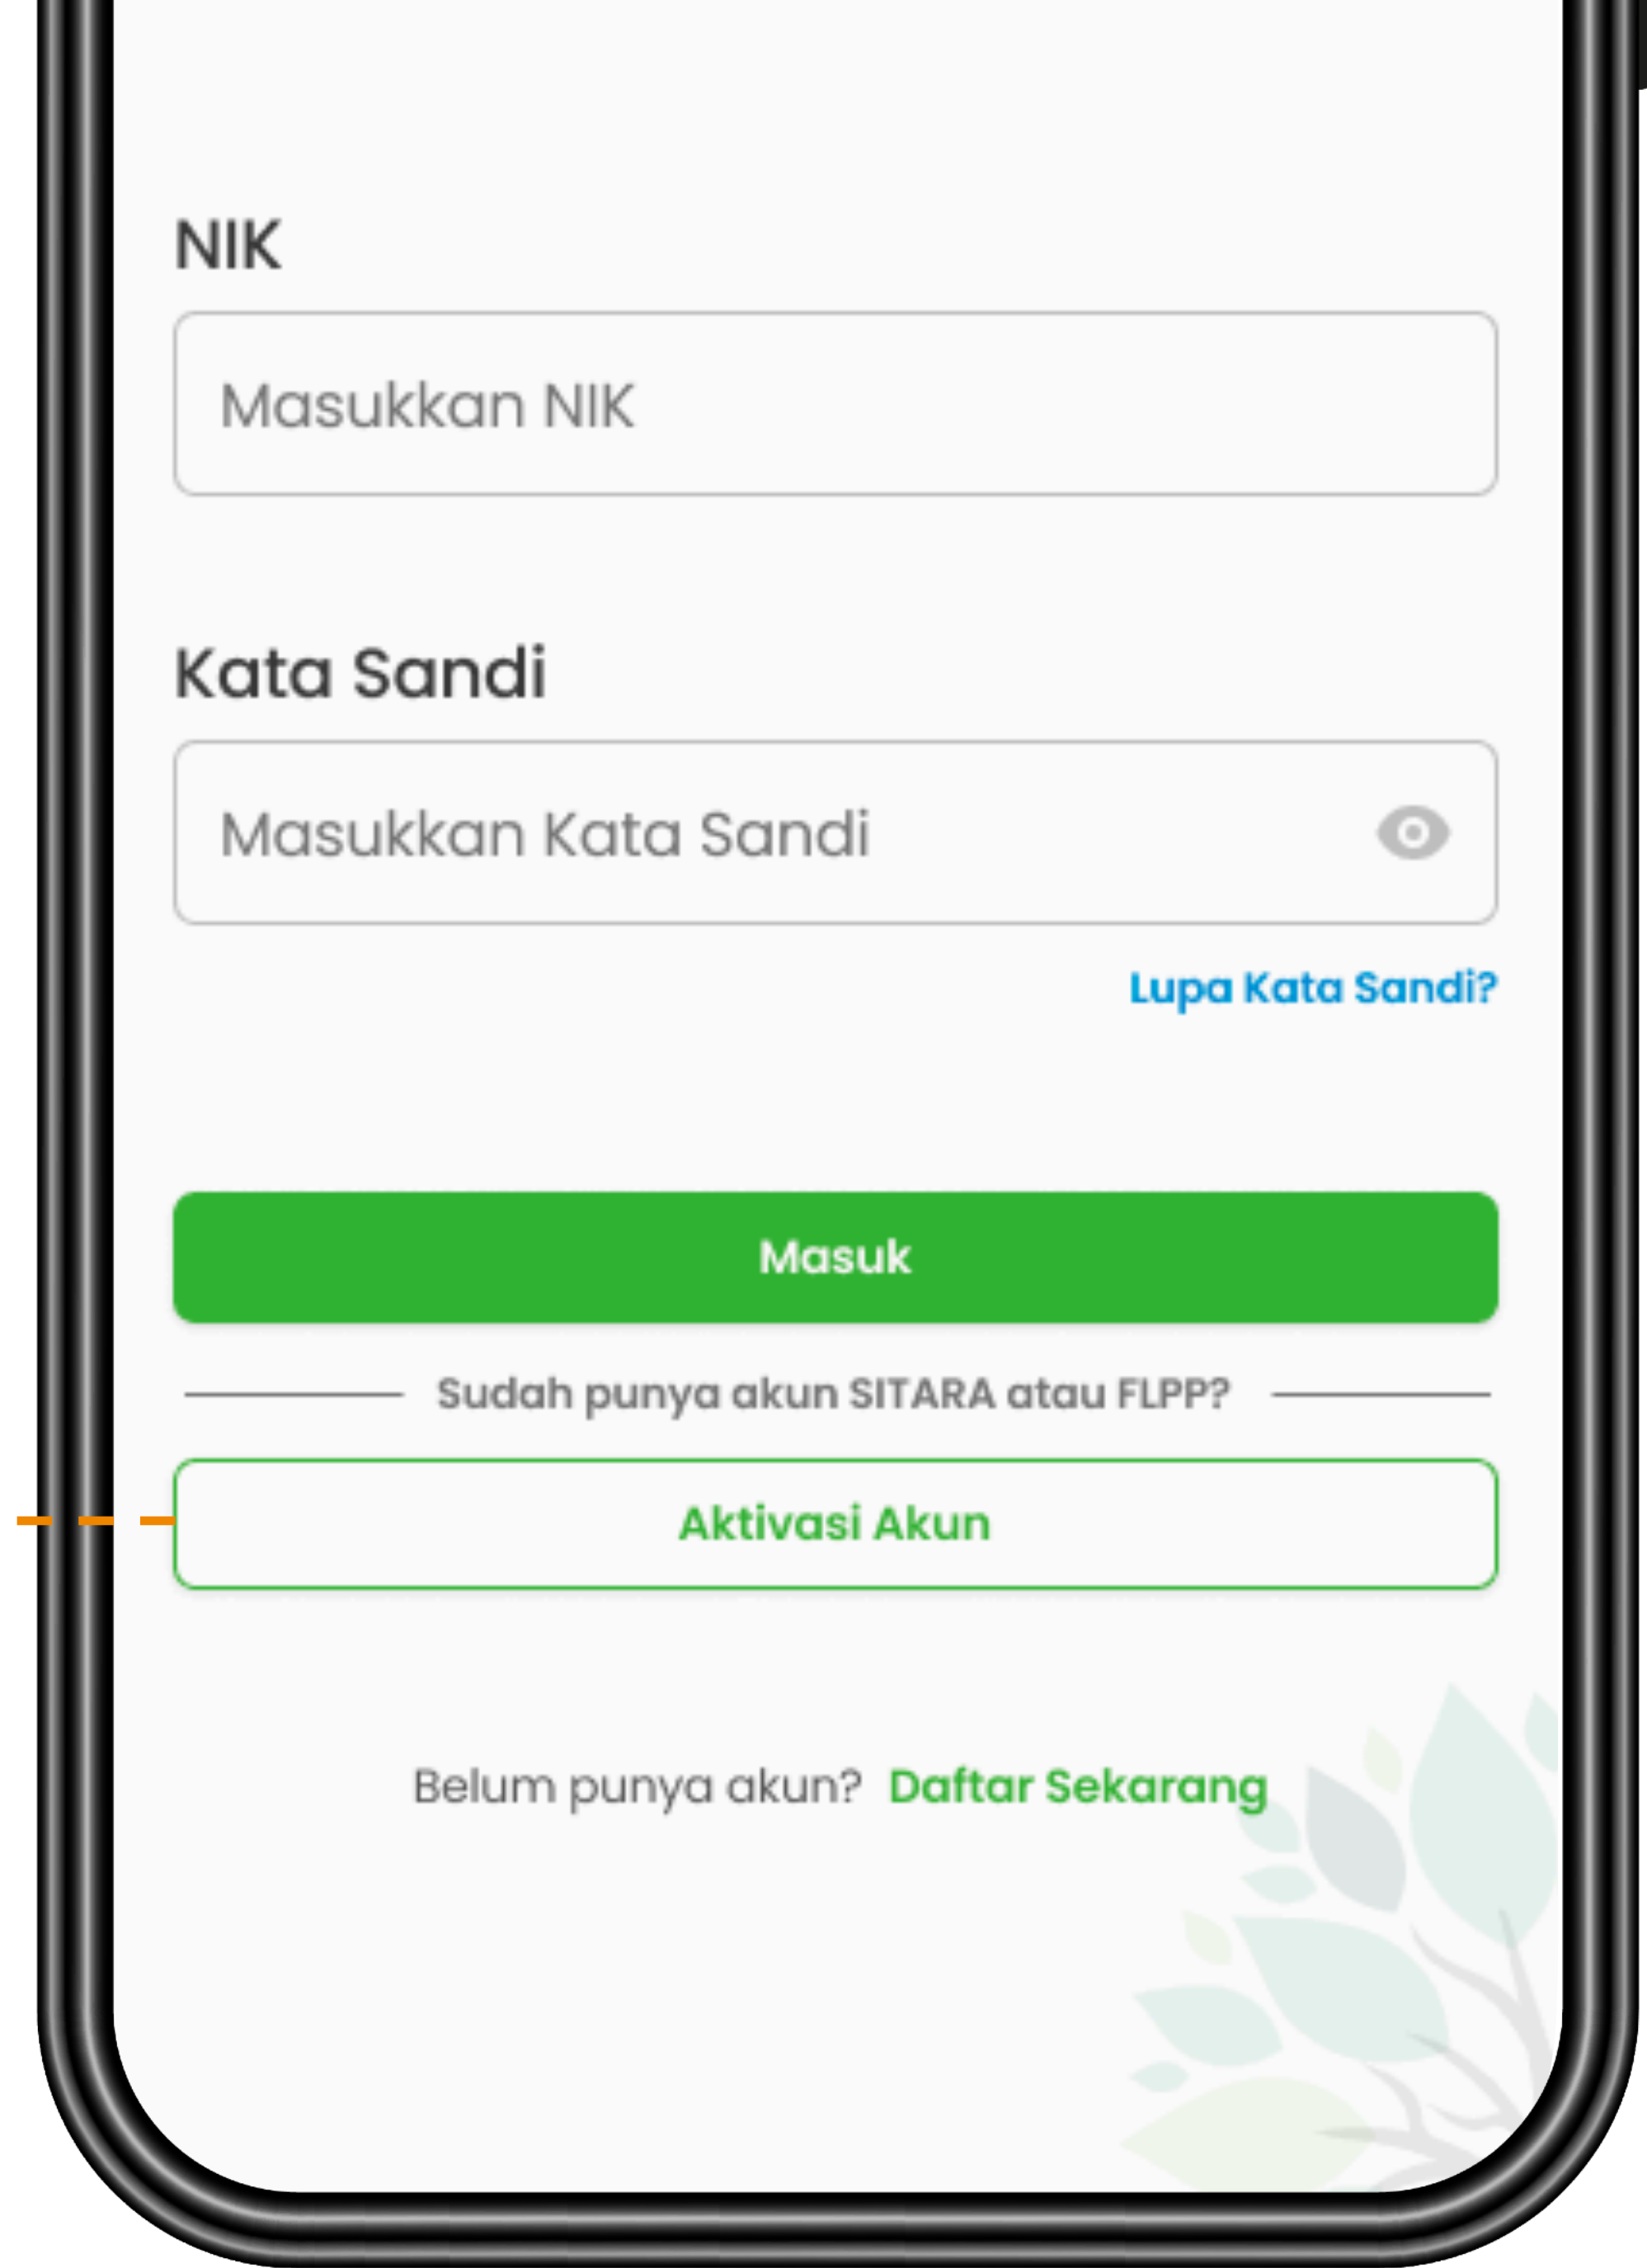 NIK
Masukkan NIK
Kata Sandi
Masukkan Kata Sandi
Lupa Kata Sandi?
Masuk
Sudah punya akun SITARA atau FLPP?
Aktivasi Akun
Belum punya akun? Daftar Sekarang